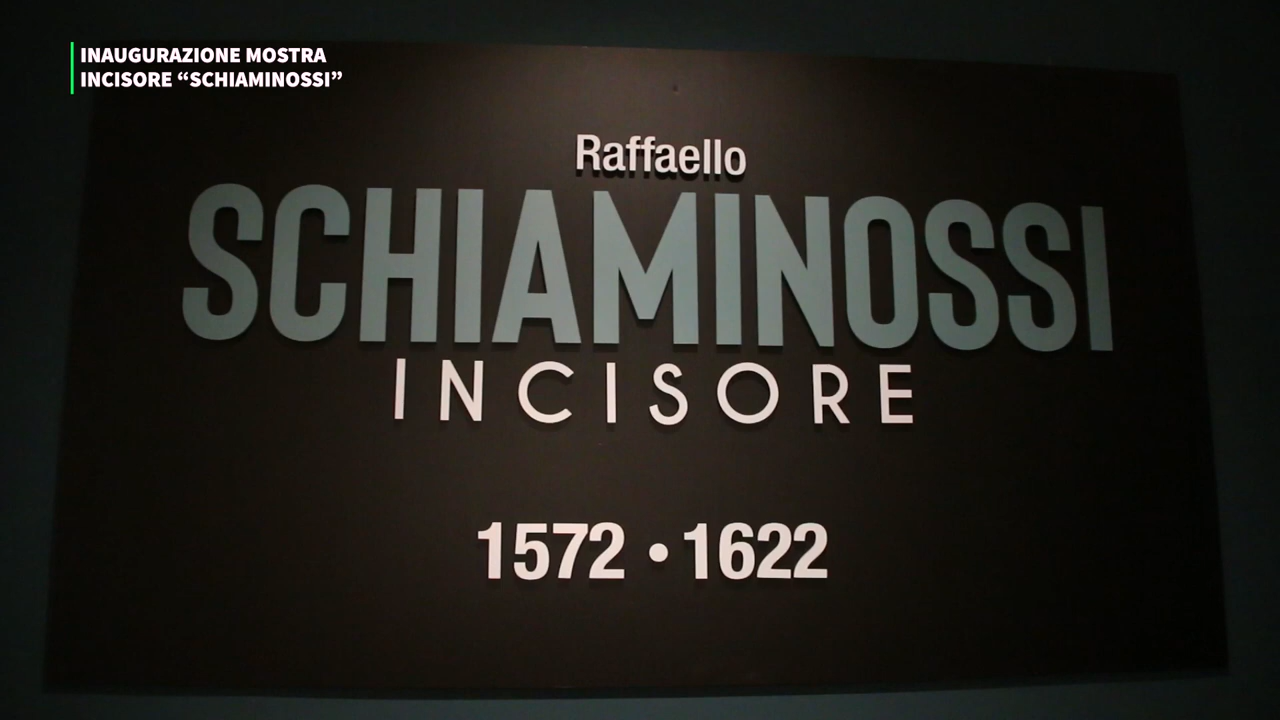 INAUGURAZIONE MOSTRA
INCISORE “SCHIAMINOSSI”
Raffaello
SCHIAMINOSSI
INCISORE
1572 • 1622